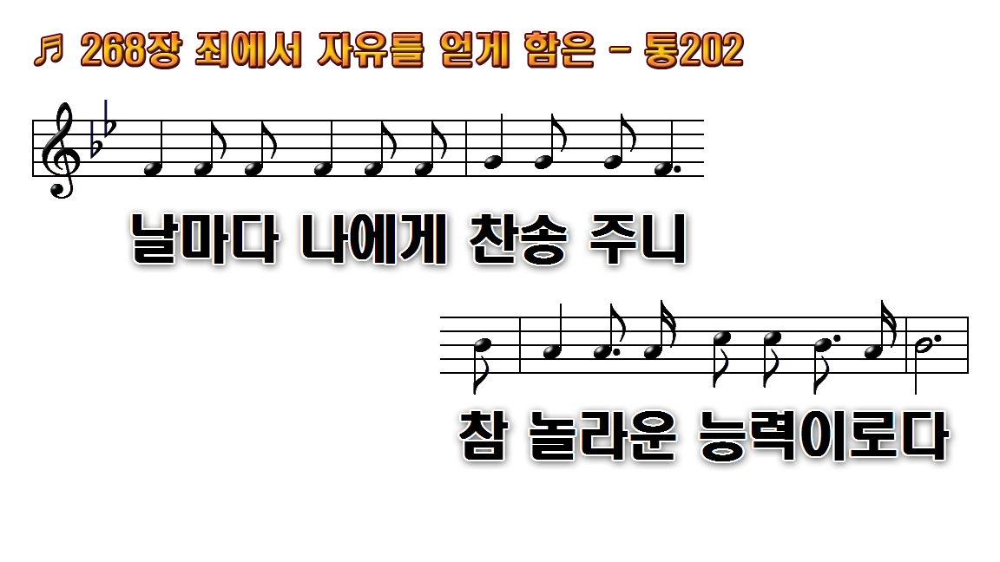 ♬ 268장 죄에서 자유를 얻게 함은 - 통202
날마다 나에게 찬송 주니
참 놀라운 능력이로다